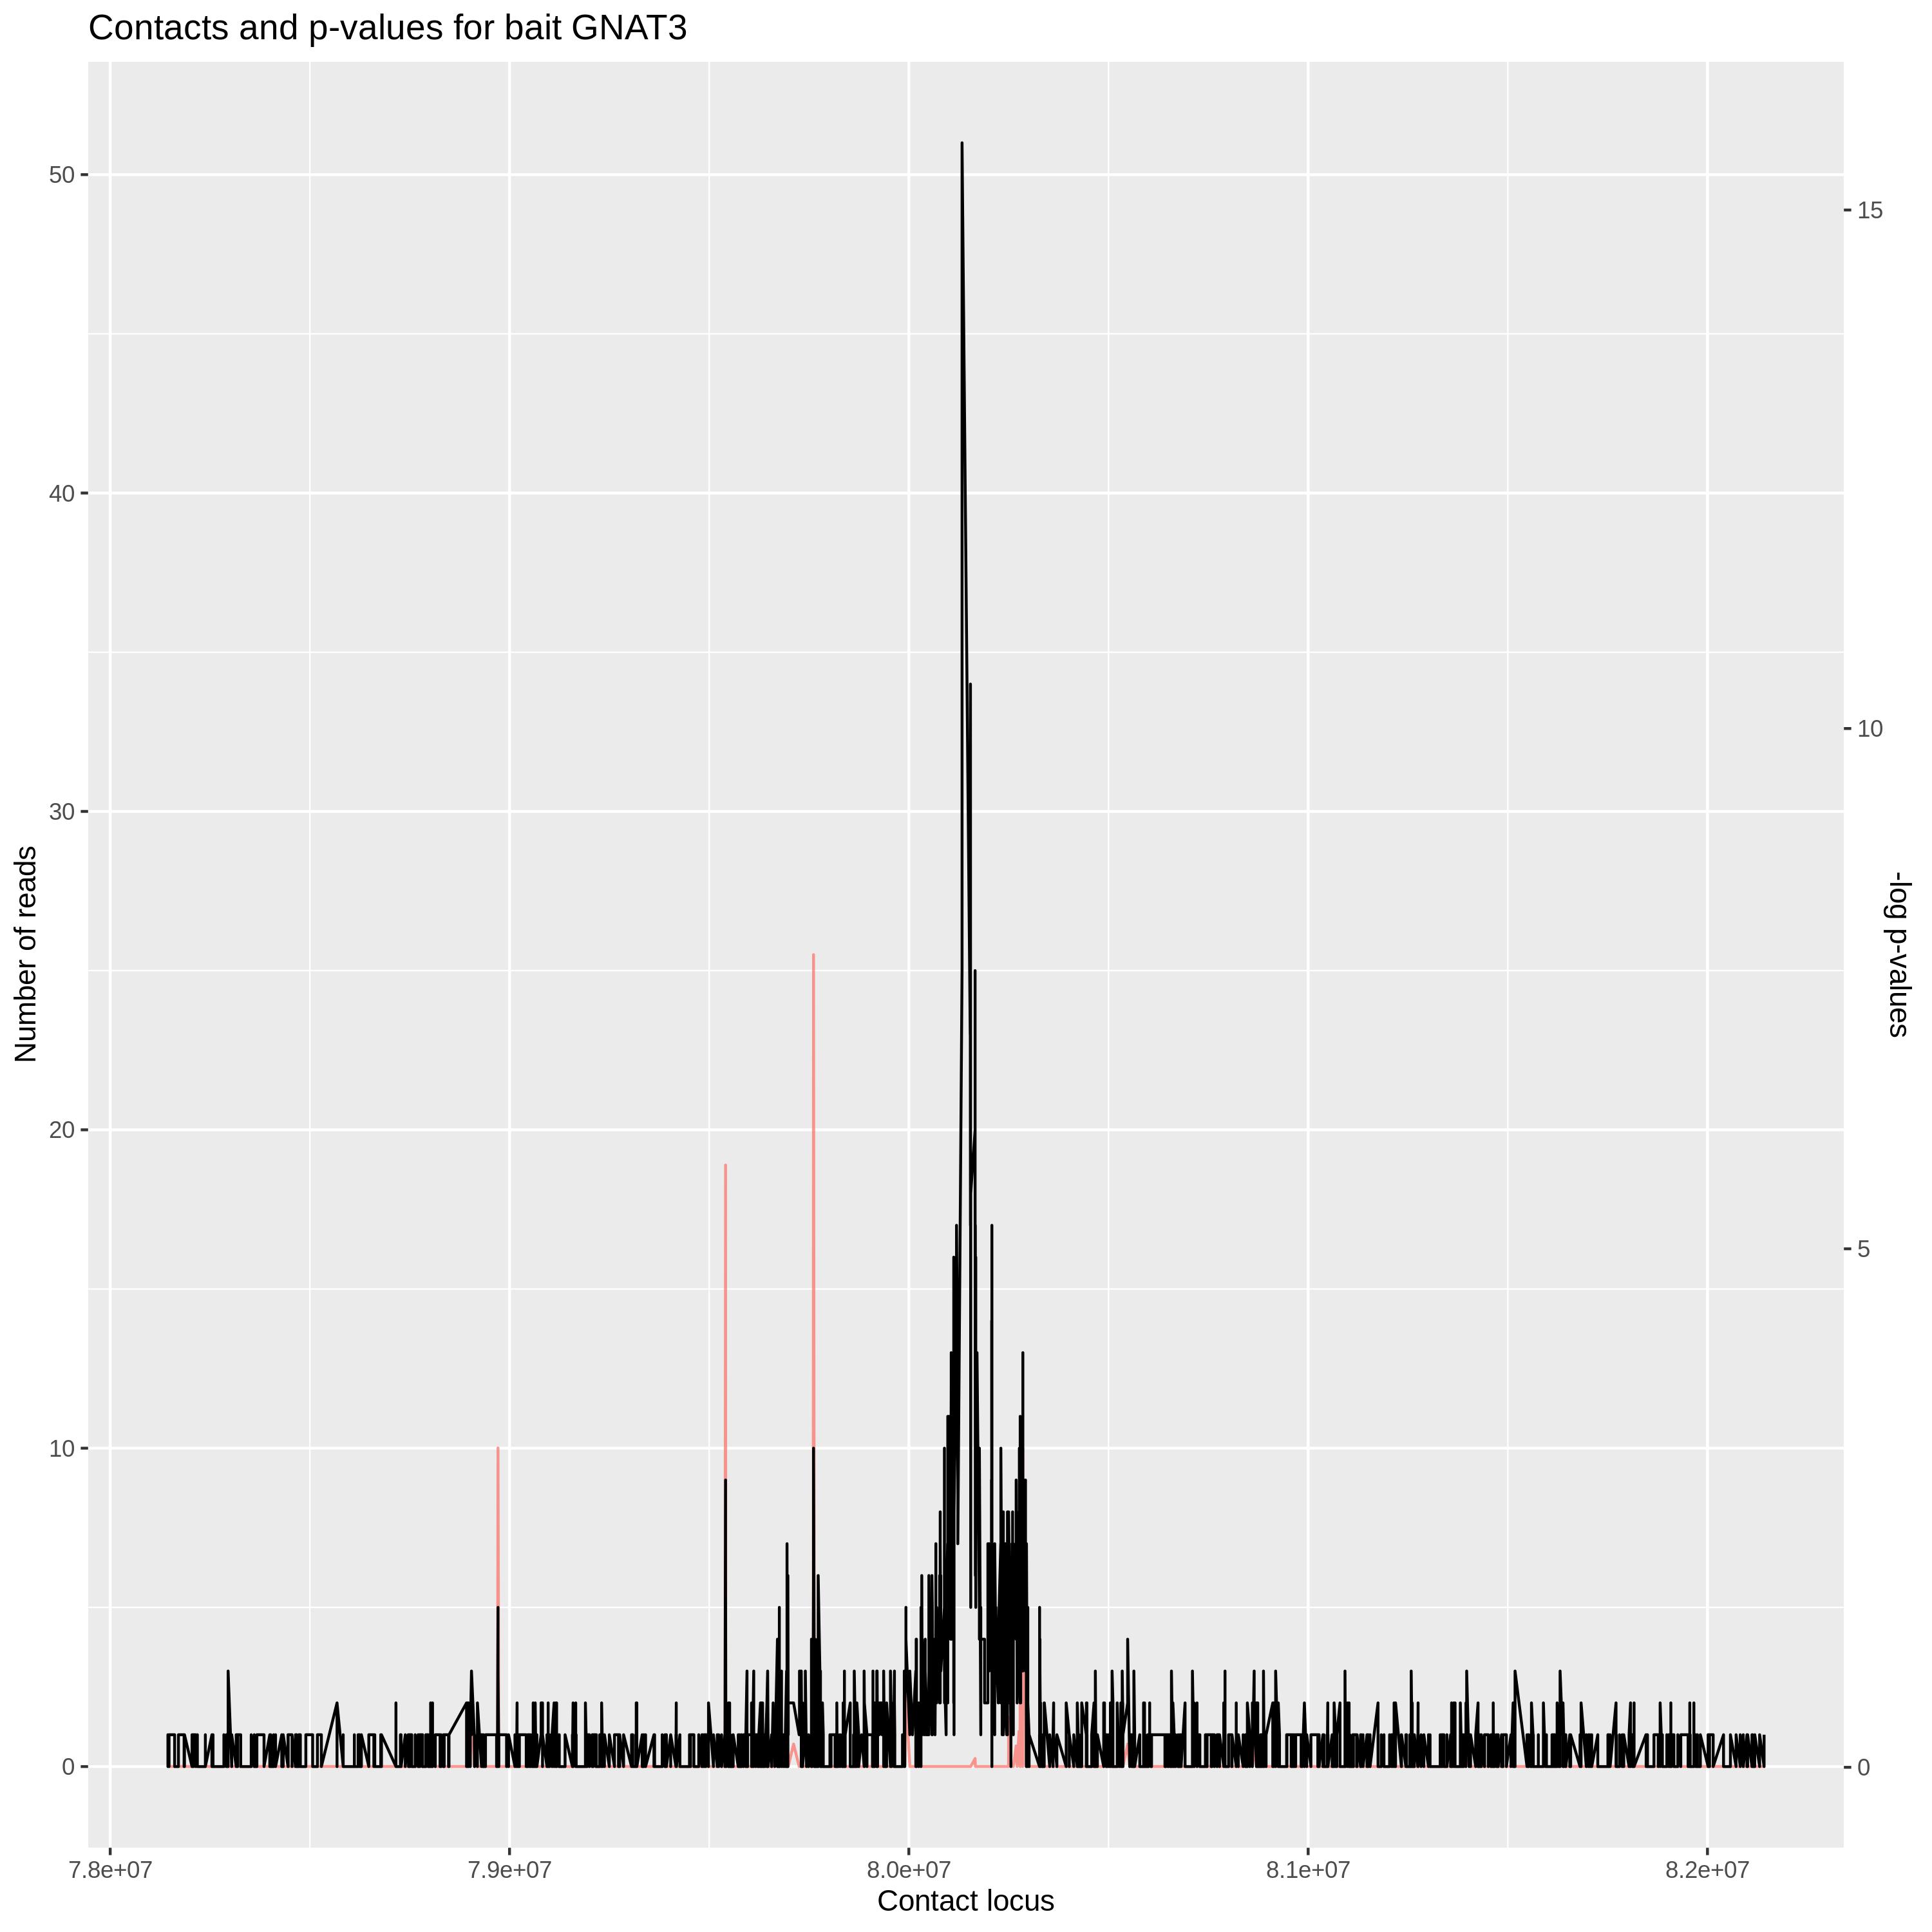 Contacts and p-values for bait GNAT3
50
40
30
20
10
0
Number of reads
15
10
5
0
-log p-values
7.8e+07 7.9e+07 8.0e+07 8.1e+07 8.2e+07
Contact locus